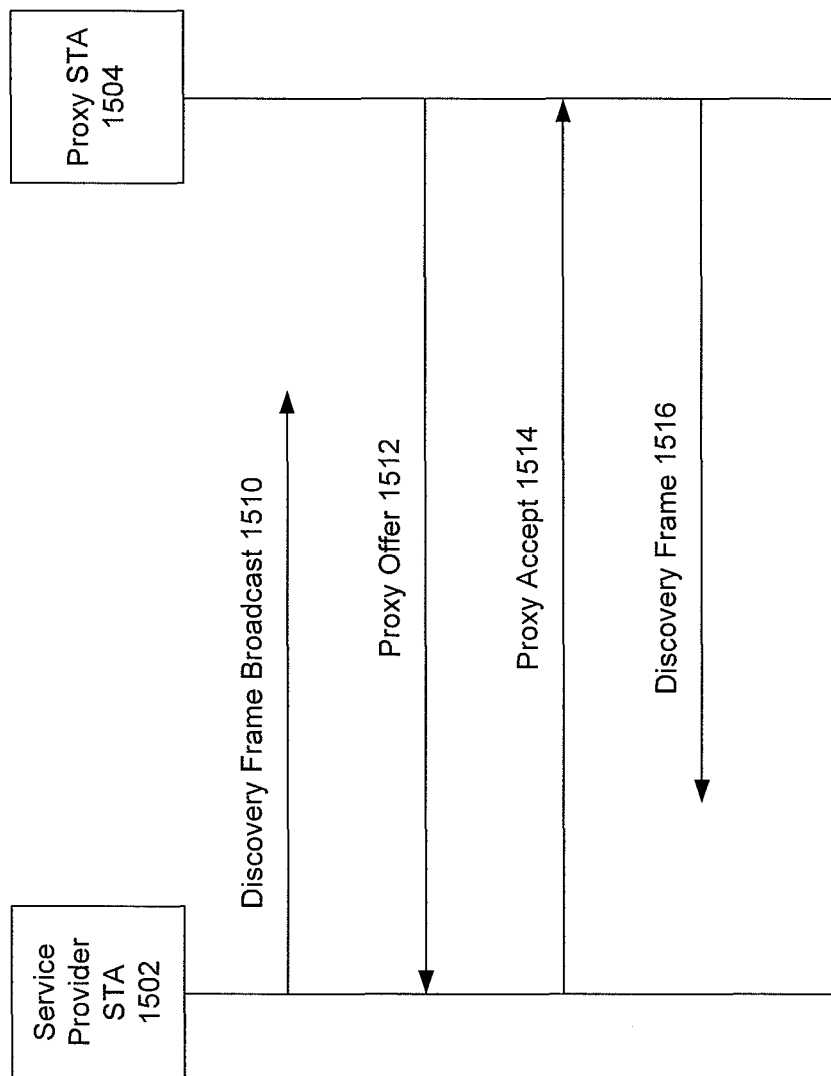 Service
Provider
STA
1502
Proxy STA
1504
Discovery Frame Broadcast 1510
Proxy Offer 1512
Proxy Accept 1514
Discovery Frame 1516